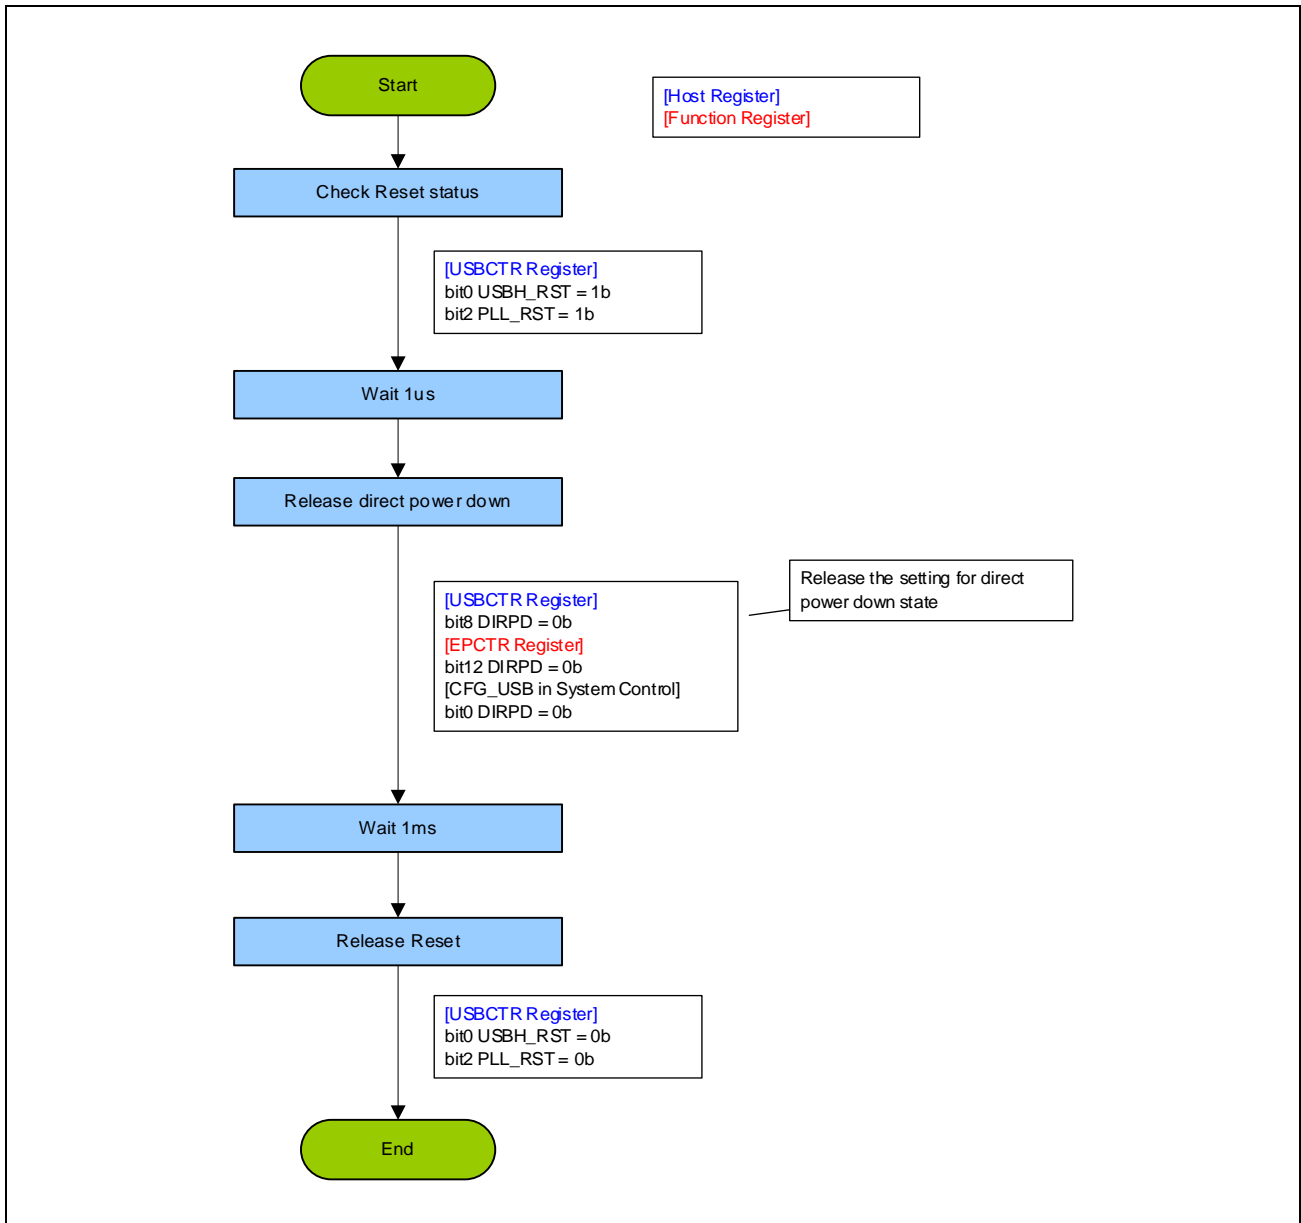 Start
[Host Register]
[Function Register]
Check Reset status
[USBCTR Register]
bit0 USBH_RST = 1b
bit2 PLL_RST = 1b
Wait 1us
Release direct power down
[USBCTR Register]
bit8 DIRPD = 0b
[EPCTR Register]
bit12 DIRPD = 0b
[CFG_USB in System Control]
bit0 DIRPD = 0b
Release the setting for direct
power down state
Wait 1ms
Release Reset
[USBCTR Register]
bit0 USBH_RST = 0b
bit2 PLL_RST = 0b
End